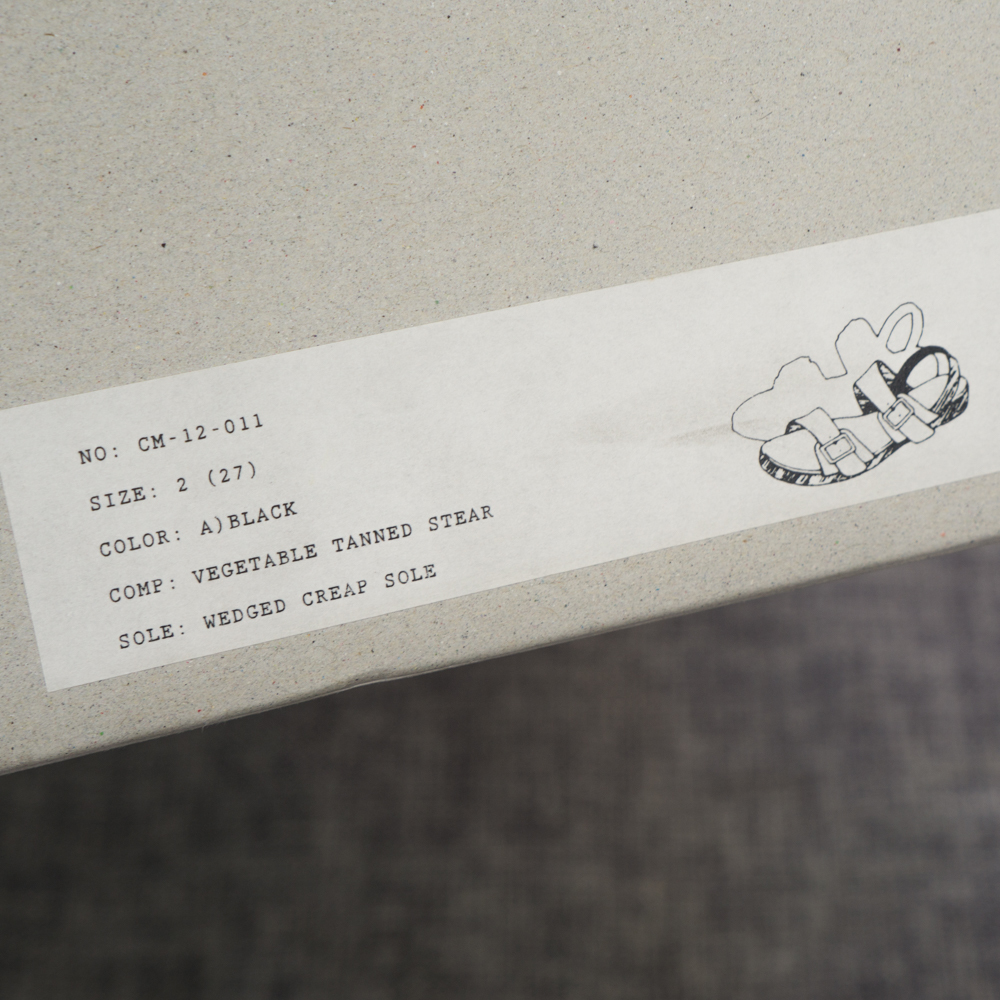 NO: CM-12-011
SIZE: 2 (27)
COLOR: A)BLACK
COMP: VEGETABLE TANNED STEAR
SOLE: WEDGED CREAP SOLE